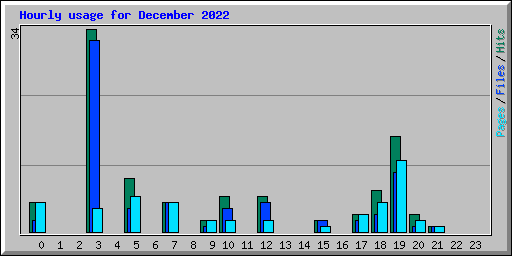 Hourly usage for December 2022
34
Pages/Files/Hits
0 1 2 3 4 5 6 7 8 9 10 11 12 13 14 15 16 17 18 19 20 21 22 23